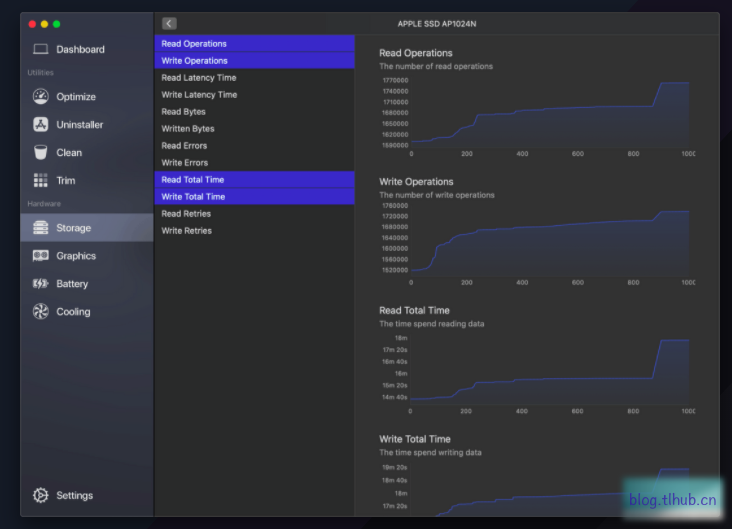 APPLE SSD AP1024N
Dashboard
Utilities
Optimize
Uninstaller
Clean
Trim
Hardware
Storage
Graphics
Battery
Cooling
Settings
Read Operations
Write Operations
Read Latency Time
Write Latency Time
Read Bytes
Written Bytes
Read Errors
Write Errors
Read Total Time
Write Total Time
Read Retries
Write Retries
Read Operations
The number of read operations
1770000
1740000
1710000
1680000
1650000
1620000
1590000
0 200 400 600 800 1000
Write Operations
The number of write operations
1760000
1720000
1680000
1640000
1600000
1560000
1520000
0 200 400 600 800 1000
Read Total Time
The time spend reading data
18m
17m 20s
16m 40s
16m
15m 20s
14m 40s
0 200 400 600 800 1000
Write Total Time
The time spend writing data
19m 20s
18m 40s
18m
17m 20s
blog.tlhub.cn